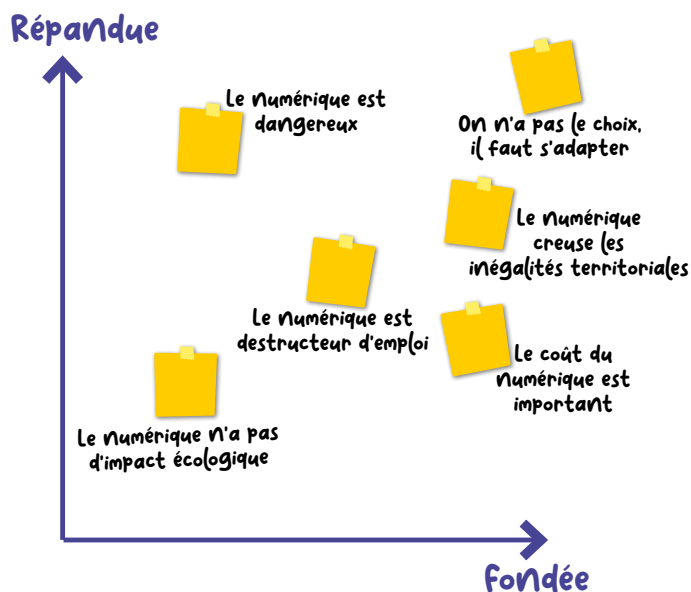 Répandue
Le numérique est
dangereux
On n'a pas le choix,
il faut s'adapter
Le numérique
creuse les
inégalités territoriales
Le numérique est
destructeur d'emploi
Le coût du
numérique est
important
Le numérique n'a pas
d'impact écologique
Fondée